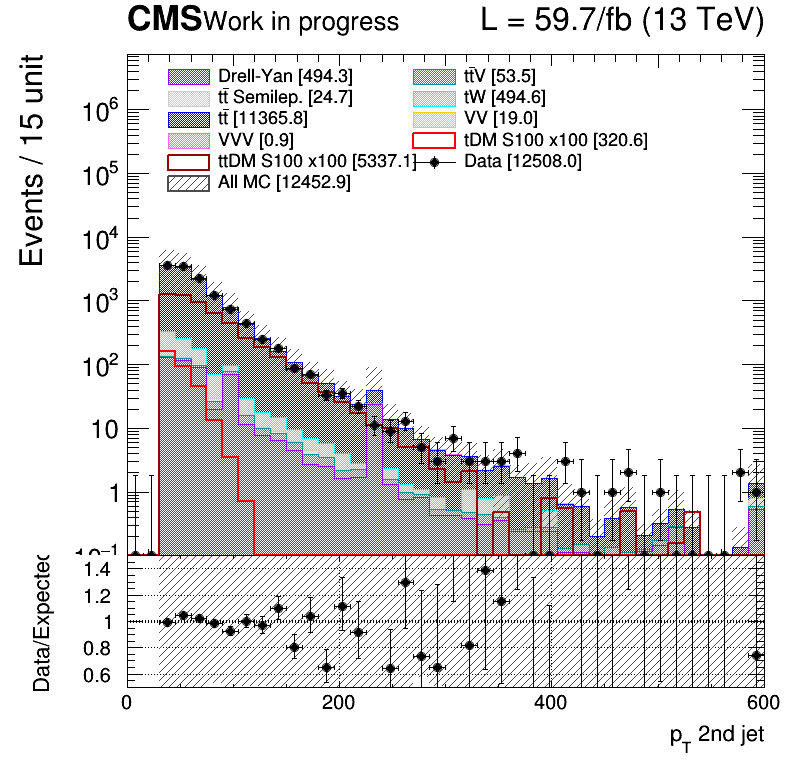 CMS Work in progress L = 59.7/fb (13 TeV)
Events / 15 unit
Drell-Yan [494.3] tt̄V [53.5]
tt̄ Semilep. [24.7] tW [494.6]
tt̄ [11365.8] VV [19.0]
VVV [0.9] tDM S100 x100 [320.6]
ttDM S100 x100 [5337.1] Data [12508.0]
All MC [12452.9]
10⁶
10⁵
10⁴
10³
10²
10
1
10⁻¹
Data/Expected
1.4
1.2
1
0.8
0.6
0 200 400 600
p_T 2nd jet